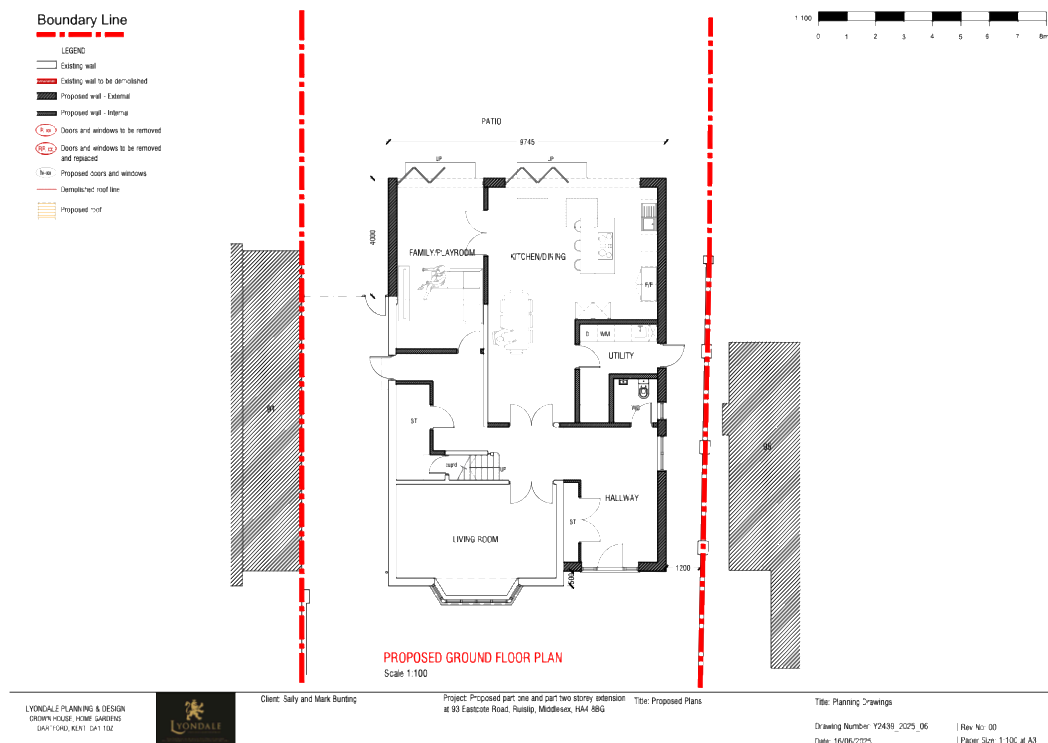 Boundary Line
LEGEND
Existing wall
Existing wall to be demolished
Proposed wall - External
Proposed wall - Internal
Doors and windows to be removed
Doors and windows to be removed
and replaced
Proposed doors and windows
Demolished roof line
Proposed roof
1:100
0 1 2 3 4 5 6 7 8m
PATIO
9745
UP
UP
4000
FAMILY/PLAYROOM
KITCHEN/DINING
F/F
D
WM
UTILITY
WC
94
95
ST
cup'd
UP
HALLWAY
ST
LIVING ROOM
500
1200
PROPOSED GROUND FLOOR PLAN
Scale 1:100
LYONDALE PLANNING & DESIGN
CROWN HOUSE, HOME GARDENS
DARTFORD, KENT. DA1 1DZ
LYONDALE
Client: Sally and Mark Bunting
Project: Proposed part one and part two storey extension
at 93 Eastcote Road, Ruislip, Middlesex, HA4 8BG
Title: Proposed Plans
Title: Planning Drawings
Drawing Number: Y2439_2025_06
Rev No: 00
Date: 16/06/2025
Paper Size: 1:100 at A3